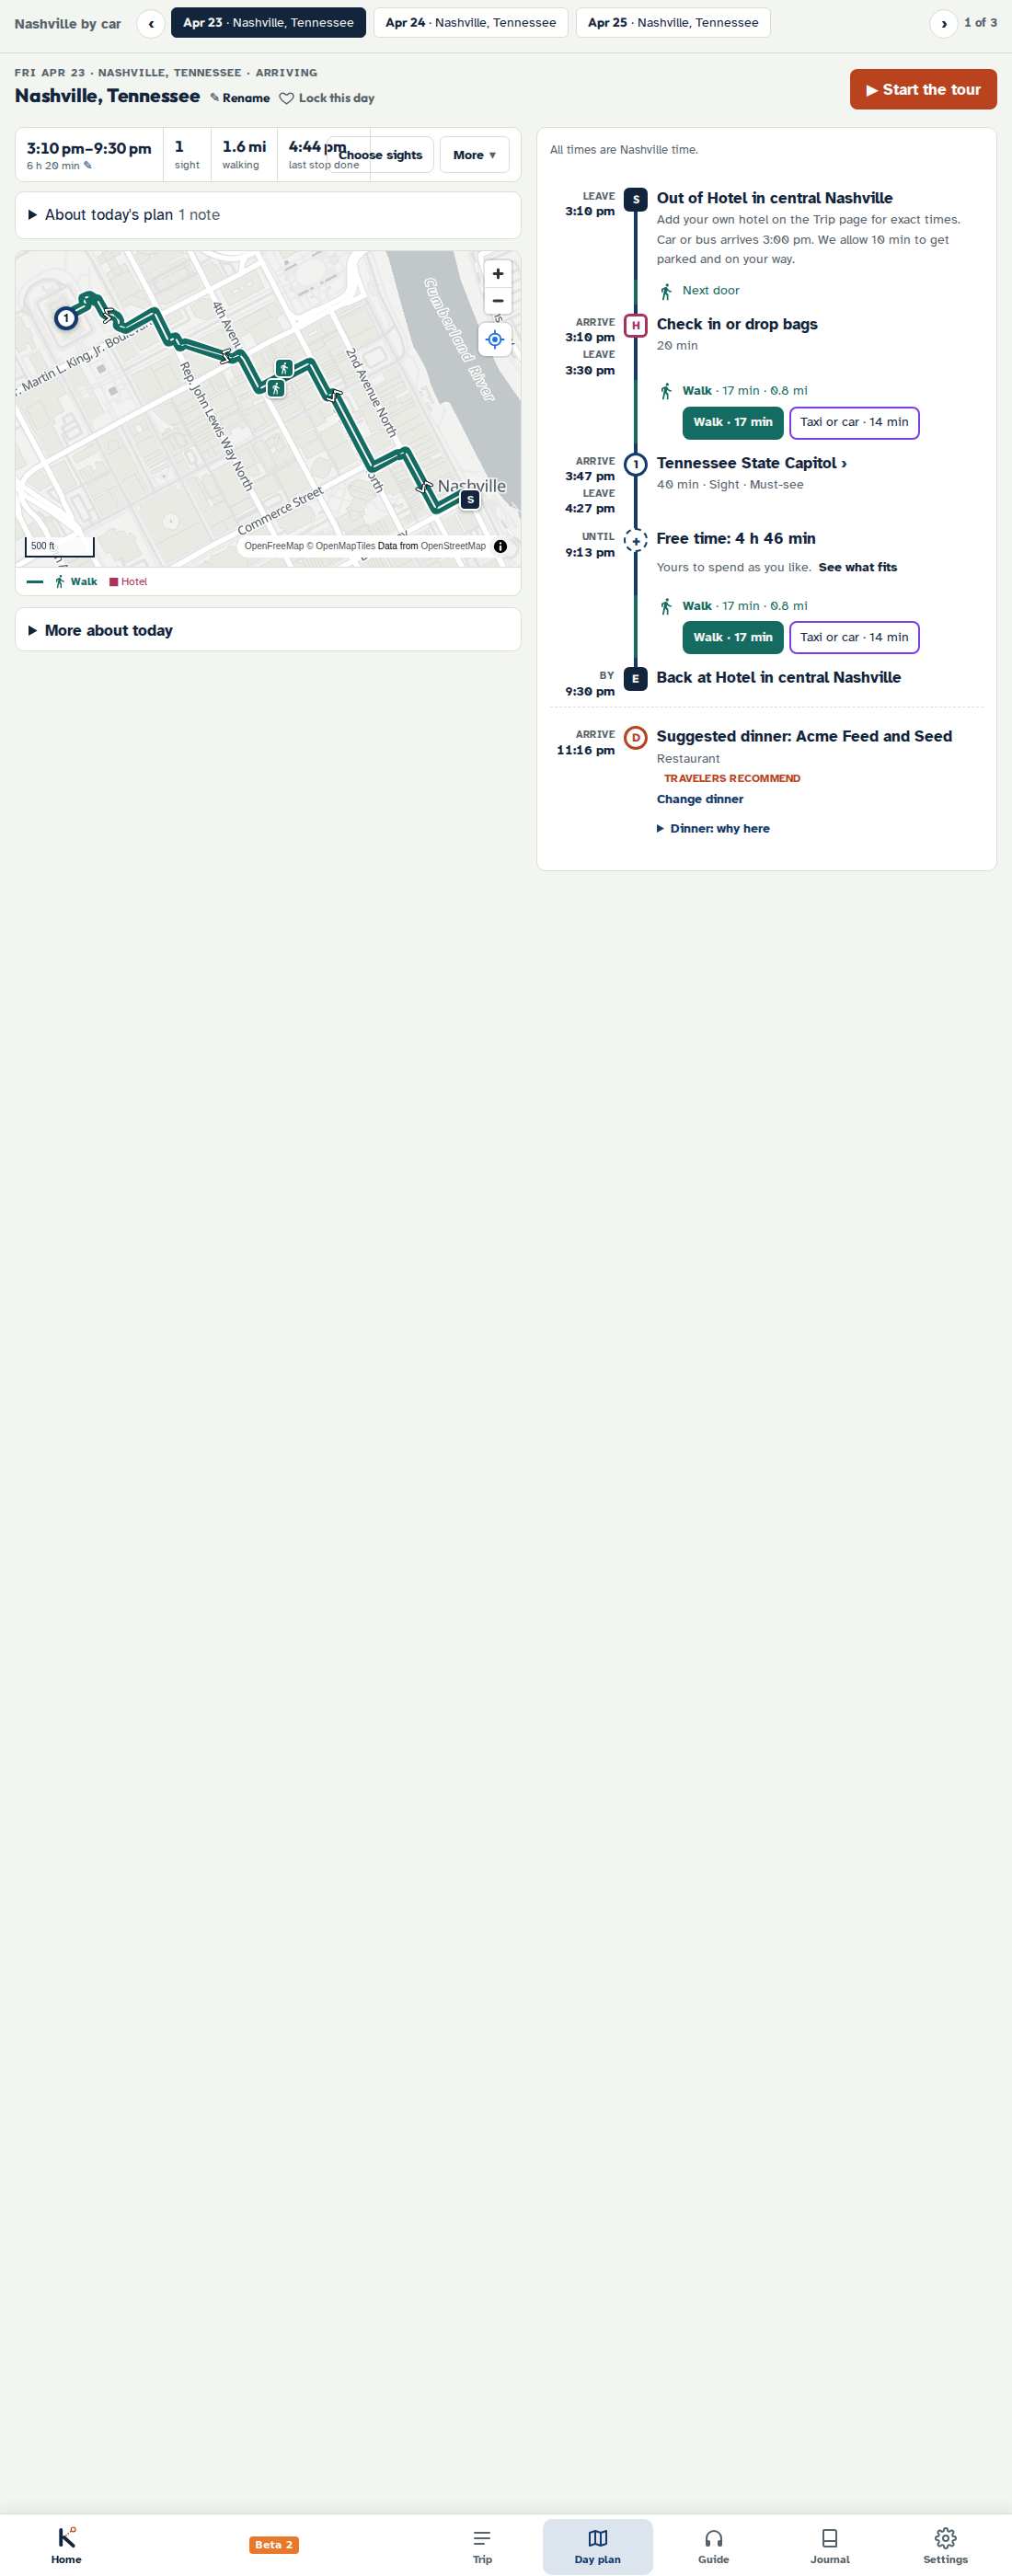 Nashville by car
‹
Apr 23 · Nashville, Tennessee
Apr 24 · Nashville, Tennessee
Apr 25 · Nashville, Tennessee
›
1 of 3
FRI APR 23 · NASHVILLE, TENNESSEE · ARRIVING
Nashville, Tennessee
✎ Rename
Lock this day
▶ Start the tour
3:10 pm–9:30 pm
6 h 20 min ✎
1
sight
1.6 mi
walking
4:44 pm
last stop done
Choose sights
More ▼
▶ About today's plan 1 note
4th Avenu
Martin L. King, Jr. Boulev
Rep. John Lewis Way North
2nd Avenue North
Cumberland River
Commerce Street
orth
Nashville
1
S
+
−
500 ft
OpenFreeMap © OpenMapTiles Data from OpenStreetMap
Walk
Hotel
▶ More about today
All times are Nashville time.
LEAVE
3:10 pm
S
Out of Hotel in central Nashville
Add your own hotel on the Trip page for exact times.
Car or bus arrives 3:00 pm. We allow 10 min to get
parked and on your way.
Next door
ARRIVE
3:10 pm
LEAVE
3:30 pm
H
Check in or drop bags
20 min
Walk · 17 min · 0.8 mi
Walk · 17 min
Taxi or car · 14 min
ARRIVE
3:47 pm
LEAVE
4:27 pm
1
Tennessee State Capitol ›
40 min · Sight · Must-see
UNTIL
9:13 pm
+
Free time: 4 h 46 min
Yours to spend as you like. See what fits
Walk · 17 min · 0.8 mi
Walk · 17 min
Taxi or car · 14 min
BY
9:30 pm
E
Back at Hotel in central Nashville
ARRIVE
11:16 pm
D
Suggested dinner: Acme Feed and Seed
Restaurant
TRAVELERS RECOMMEND
Change dinner
▶ Dinner: why here
Home
Beta 2
Trip
Day plan
Guide
Journal
Settings